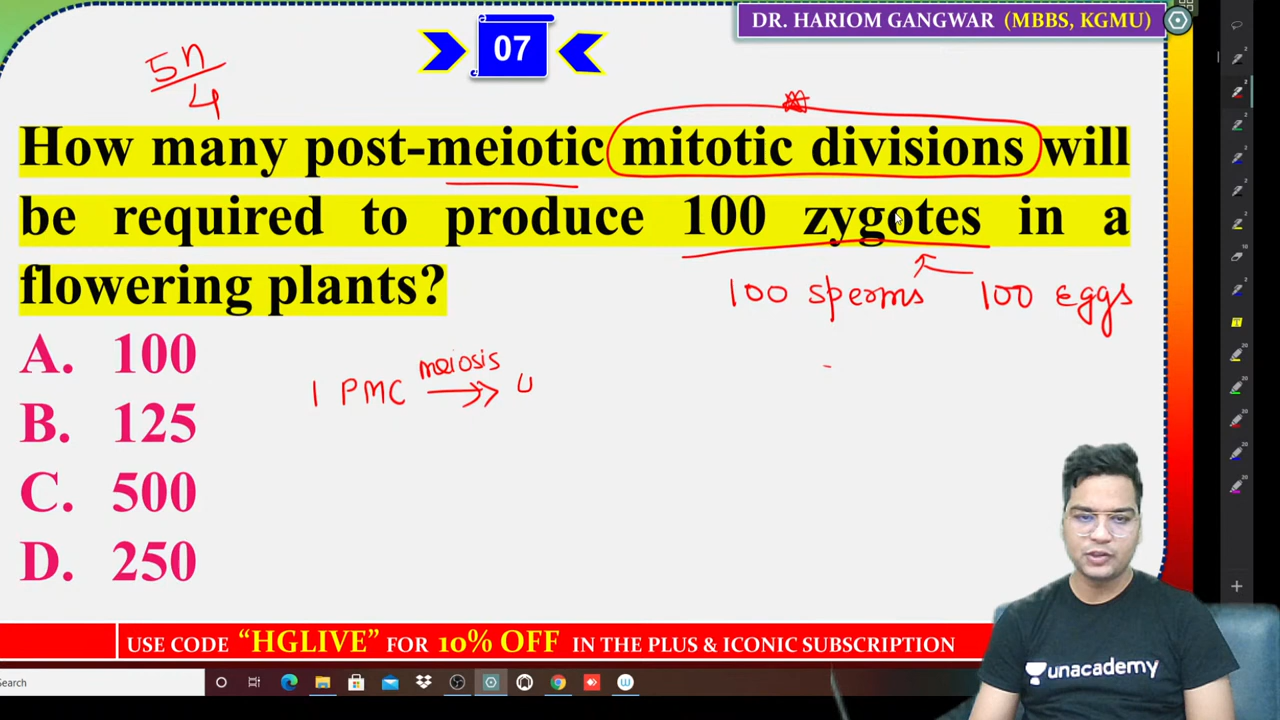 DR. HARIOM GANGWAR (MBBS, KGMU)
07
5n
4
How many post-meiotic mitotic divisions will
be required to produce 100 zygotes in a
flowering plants?
100 sperms 100 eggs
A. 100
1 PMC meiosis
B. 125
C. 500
D. 250
unacademy
USE CODE “HGLIVE” FOR 10% OFF IN THE PLUS & ICONIC SUBSCRIPTION
Search